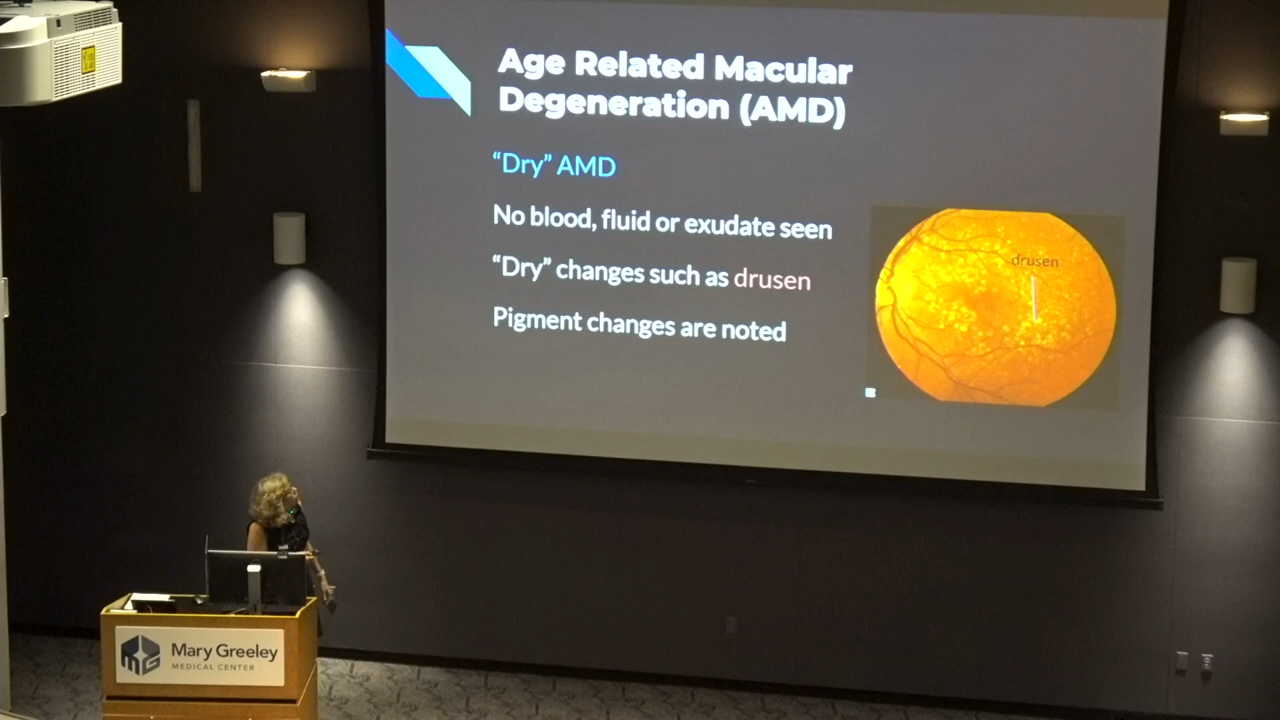 Age Related Macular
Degeneration (AMD)
“Dry” AMD
No blood, fluid or exudate seen
“Dry” changes such as drusen
Pigment changes are noted
drusen
MG
Mary Greeley
MEDICAL CENTER